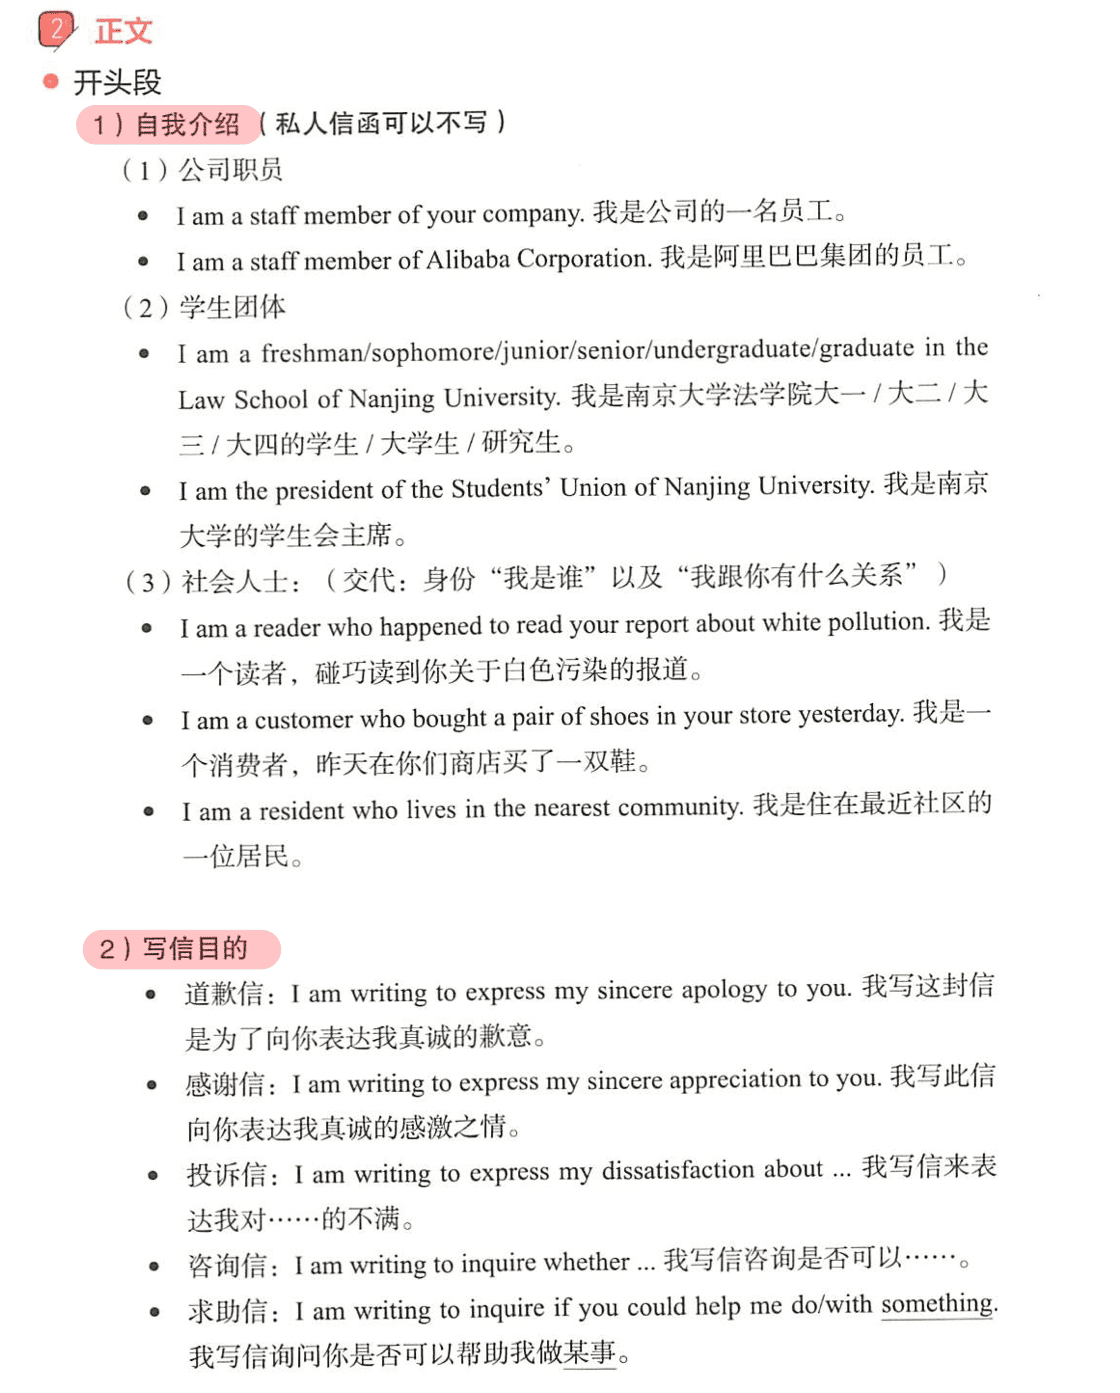 2 正文
开头段
1）自我介绍（私人信函可以不写）
（1）公司职员
• I am a staff member of your company. 我是公司的一名员工。
• I am a staff member of Alibaba Corporation. 我是阿里巴巴集团的员工。
（2）学生团体
• I am a freshman/sophomore/junior/senior/undergraduate/graduate in the
Law School of Nanjing University. 我是南京大学法学院大一 / 大二 / 大
三 / 大四的学生 / 大学生 / 研究生。
• I am the president of the Students’ Union of Nanjing University. 我是南京
大学的学生会主席。
（3）社会人士：（交代：身份“我是谁”以及“我跟你有什么关系”）
• I am a reader who happened to read your report about white pollution. 我是
一个读者，碰巧读到你关于白色污染的报道。
• I am a customer who bought a pair of shoes in your store yesterday. 我是一
个消费者，昨天在你们商店买了一双鞋。
• I am a resident who lives in the nearest community. 我是住在最近社区的
一位居民。
2）写信目的
• 道歉信：I am writing to express my sincere apology to you. 我写这封信
是为了向你表达我真诚的歉意。
• 感谢信：I am writing to express my sincere appreciation to you. 我写此信
向你表达我真诚的感激之情。
• 投诉信：I am writing to express my dissatisfaction about ... 我写信来表
达我对……的不满。
• 咨询信：I am writing to inquire whether ... 我写信咨询是否可以……。
• 求助信：I am writing to inquire if you could help me do/with something.
我写信询问你是否可以帮助我做某事。